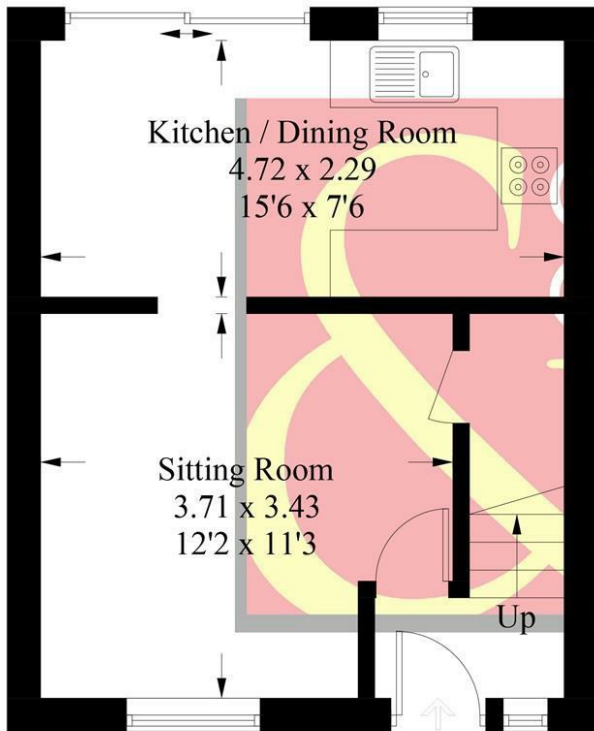 Kitchen / Dining Room
4.72 x 2.29
15'6 x 7'6
Sitting Room
3.71 x 3.43
12'2 x 11'3
Up